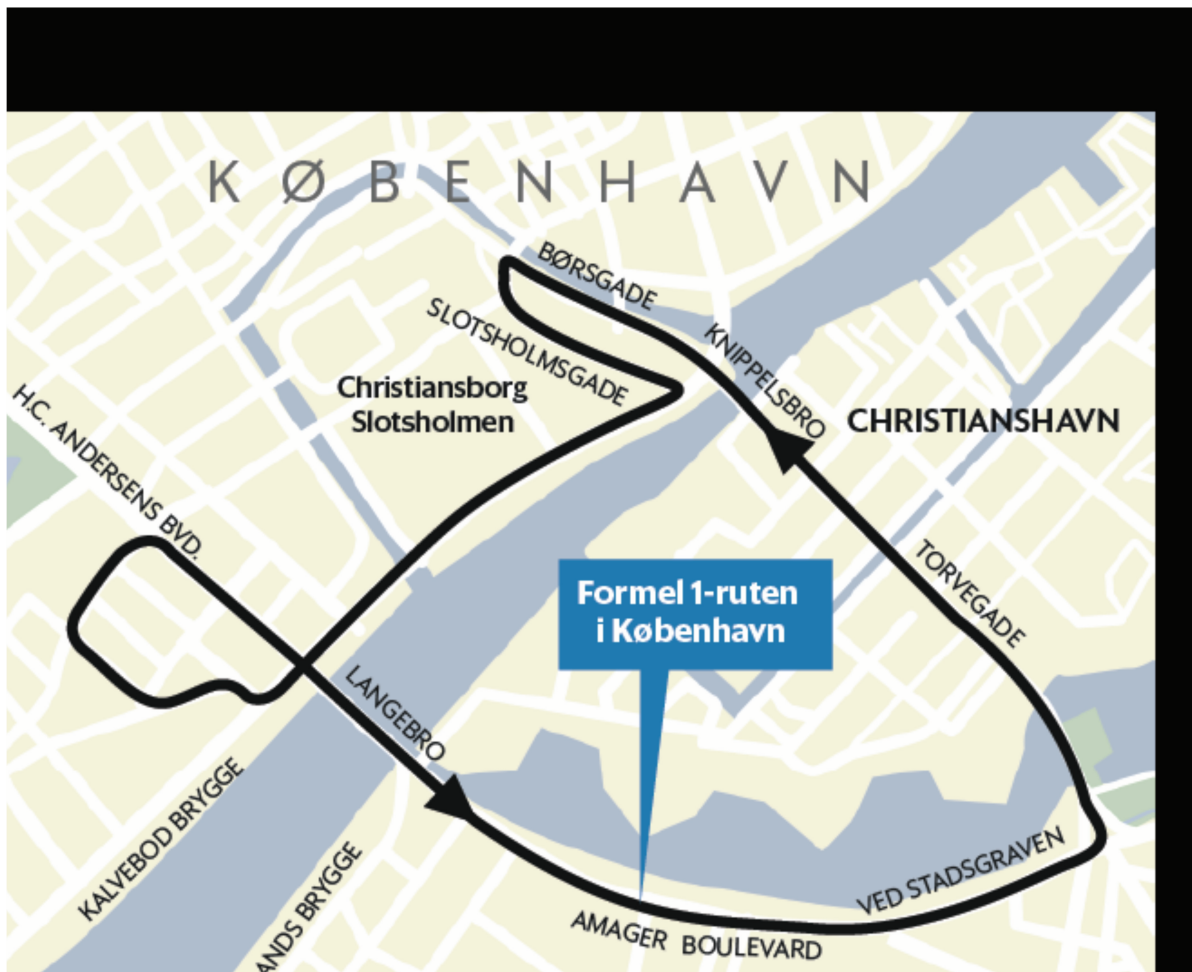 KØBENHAVN
BØRSGADE
SLOTSHOLMSGADE
KNIPPELSBRO
Christiansborg
Slotsholmen
CHRISTIANSHAVN
H.C. ANDERSENS BVD.
TORVEGADE
Formel 1-ruten
i København
LANGEBRO
KALVEBOD BRYGGE
ANDS BRYGGE
VED STADSGRAVEN
AMAGER BOULEVARD